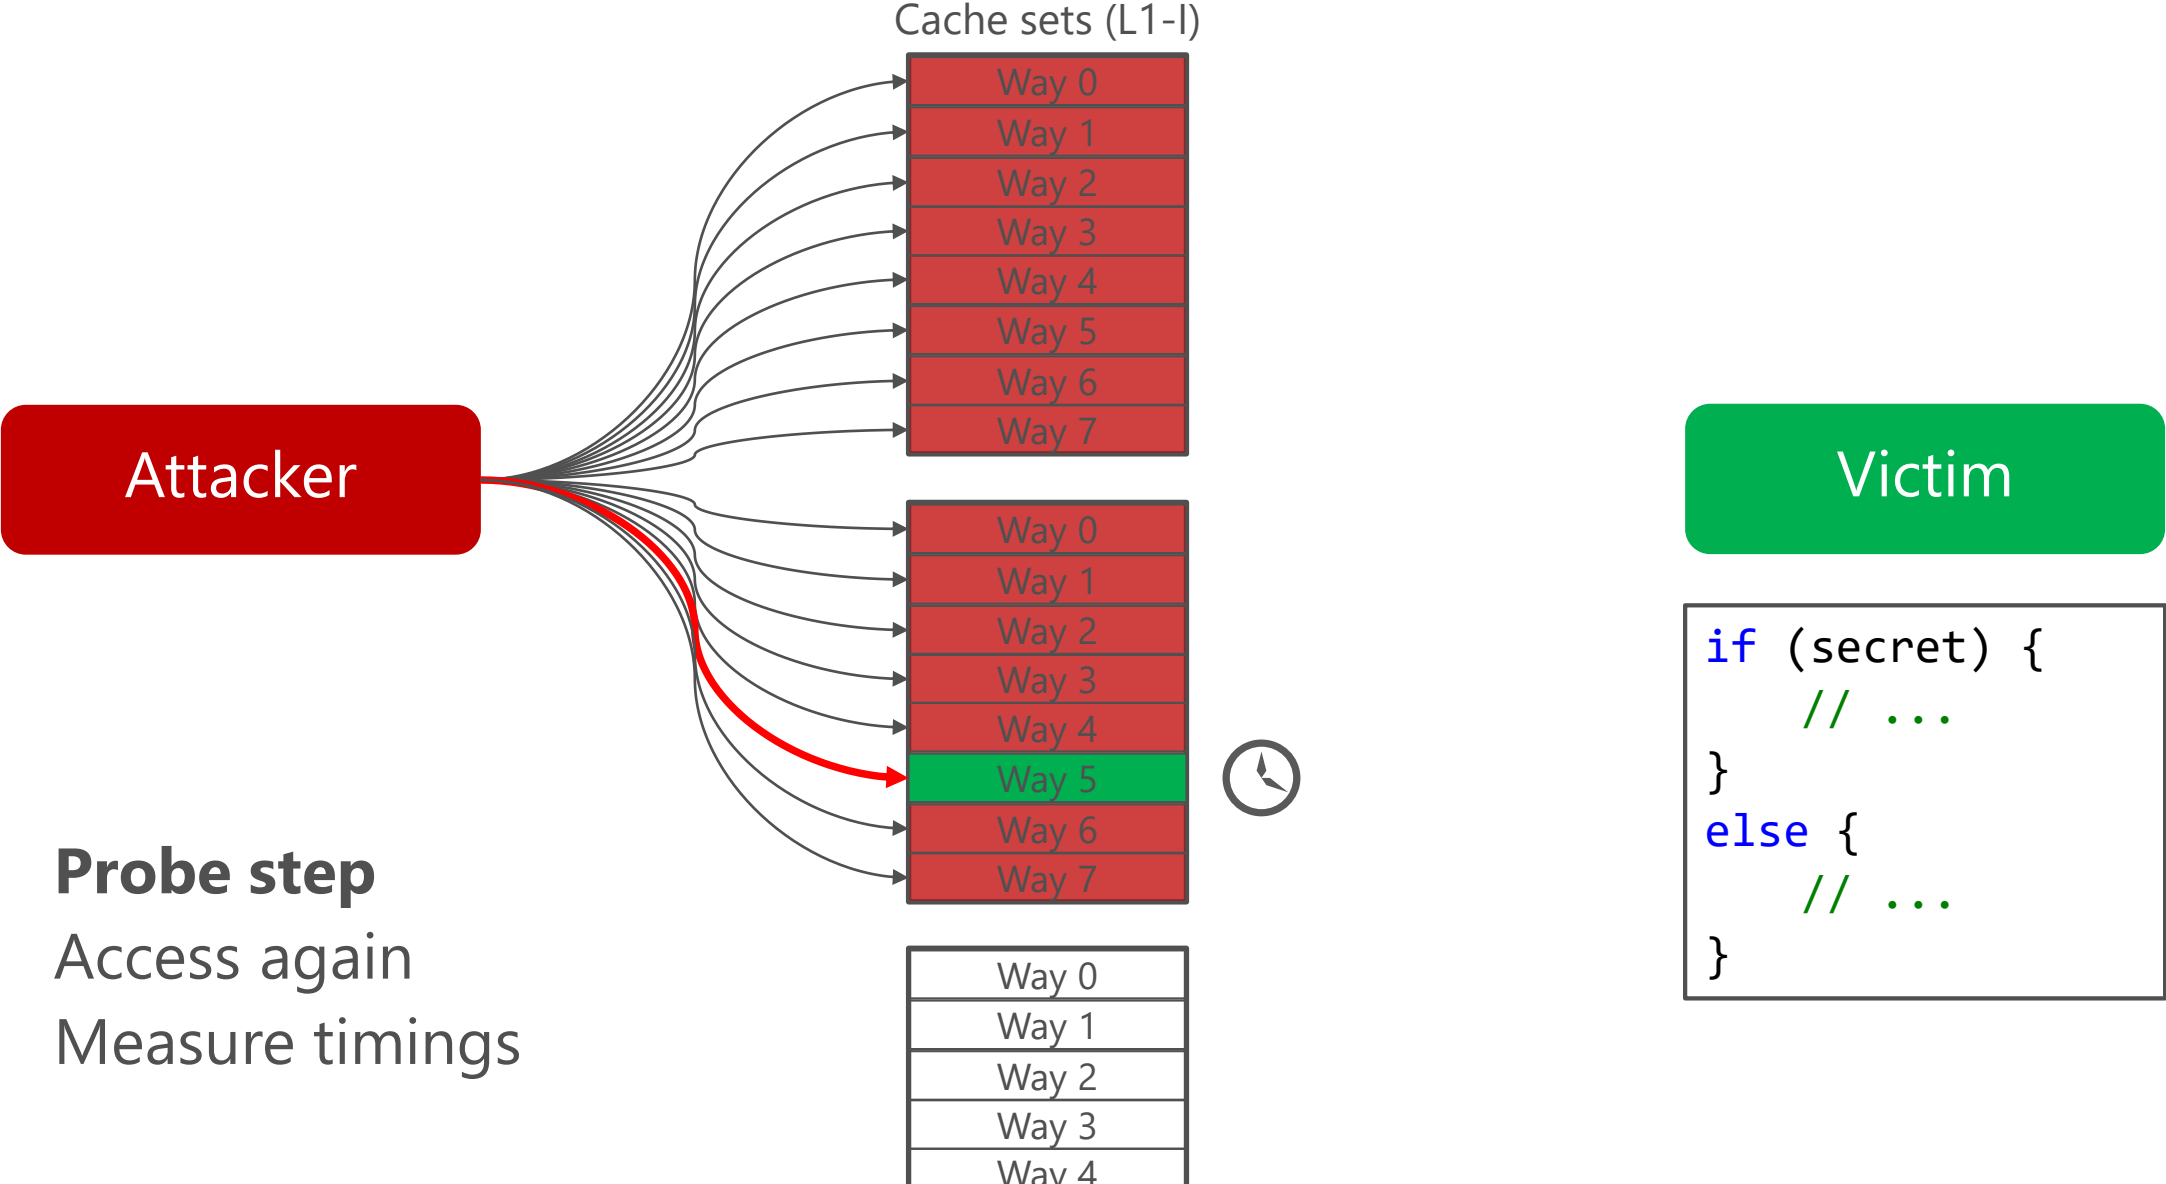 Cache sets (L1-I)
Way 0
Way 1
Way 2
Way 3
Way 4
Way 5
Way 6
Way 7
Attacker
Way 0
Way 1
Way 2
Way 3
Way 4
Way 5
Way 6
Way 7
Way 0
Way 1
Way 2
Way 3
Way 4
Victim
if (secret) {
// ...
}
else {
// ...
}
Probe step
Access again
Measure timings